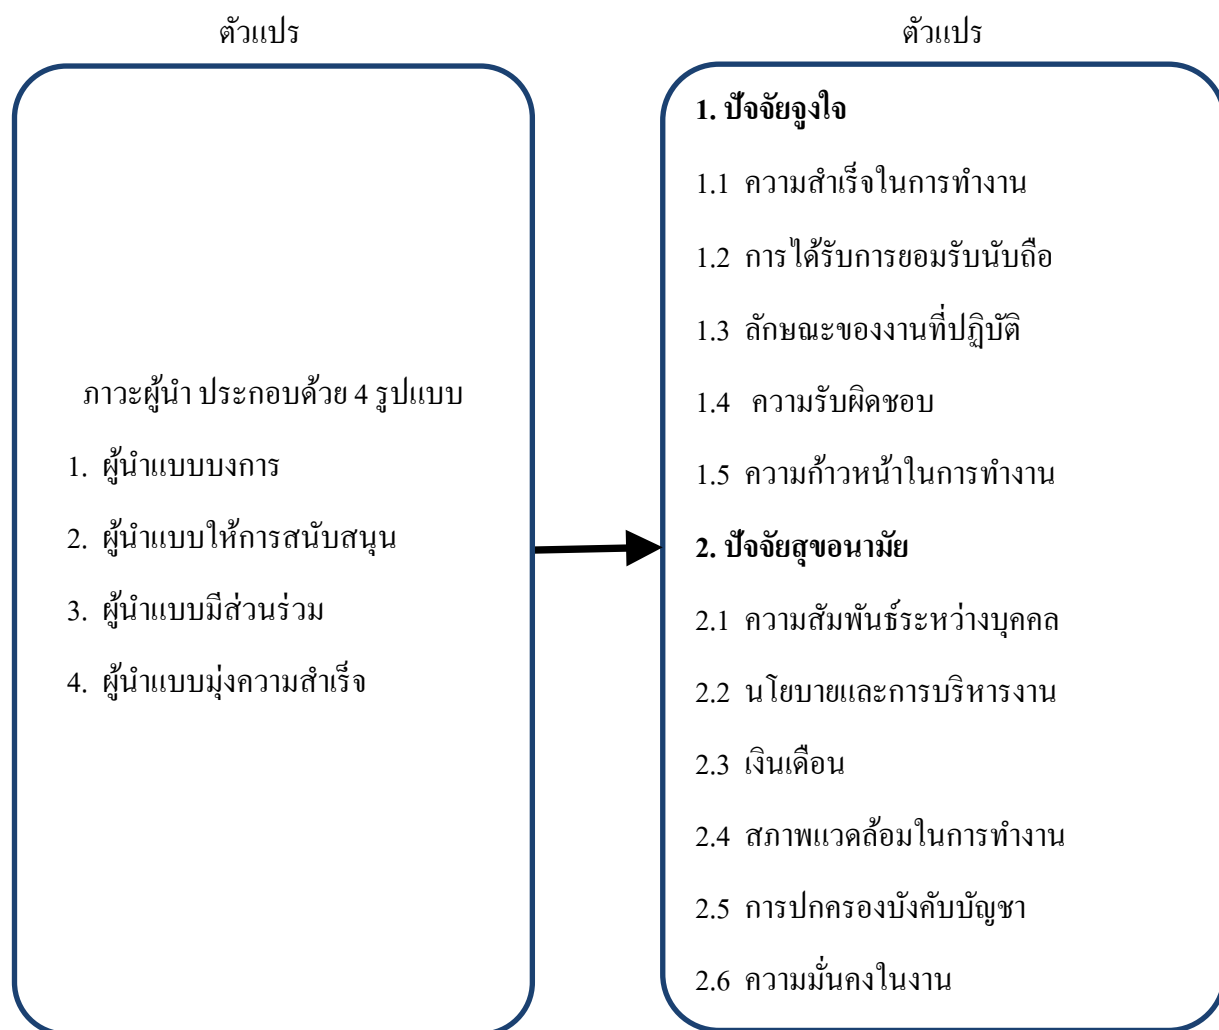 ตัวแปร
ภาวะผู้นำ ประกอบด้วย 4 รูปแบบ
1. ผู้นำแบบบงการ
2. ผู้นำแบบให้การสนับสนุน
3. ผู้นำแบบมีส่วนร่วม
4. ผู้นำแบบมุ่งความสำเร็จ
ตัวแปร
1. ปัจจัยจูงใจ
1.1 ความสำเร็จในการทำงาน
1.2 การได้รับการยอมรับนับถือ
1.3 ลักษณะของงานที่ปฏิบัติ
1.4 ความรับผิดชอบ
1.5 ความก้าวหน้าในการทำงาน
2. ปัจจัยสุขอนามัย
2.1 ความสัมพันธ์ระหว่างบุคคล
2.2 นโยบายและการบริหารงาน
2.3 เงินเดือน
2.4 สภาพแวดล้อมในการทำงาน
2.5 การปกครองบังคับบัญชา
2.6 ความมั่นคงในงาน